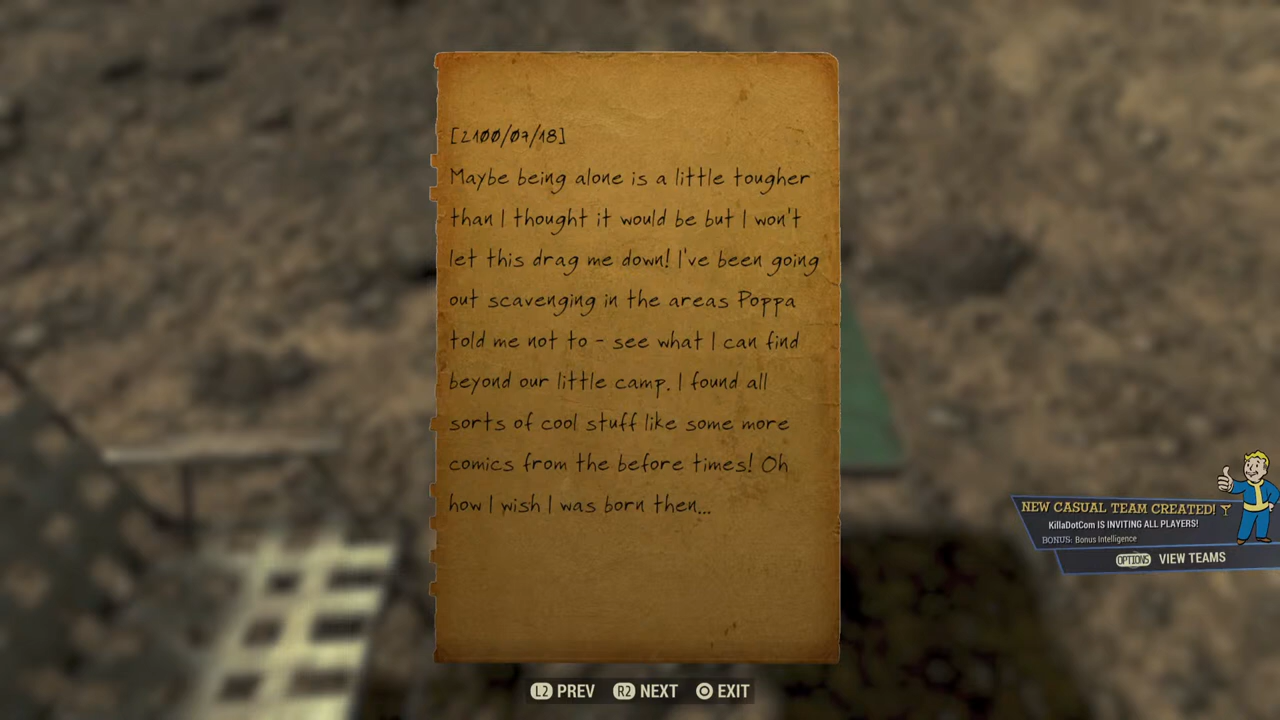 [2100/07/18]
Maybe being alone is a little tougher
than I thought it would be but I won't
let this drag me down! I've been going
out scavenging in the areas Poppa
told me not to - see what I can find
beyond our little camp. I found all
sorts of cool stuff like some more
comics from the before times! Oh
how I wish I was born then...
NEW CASUAL TEAM CREATED!
KillaDotCom IS INVITING ALL PLAYERS!
BONUS: Bonus Intelligence
OPTIONS VIEW TEAMS
L2 PREV R2 NEXT EXIT